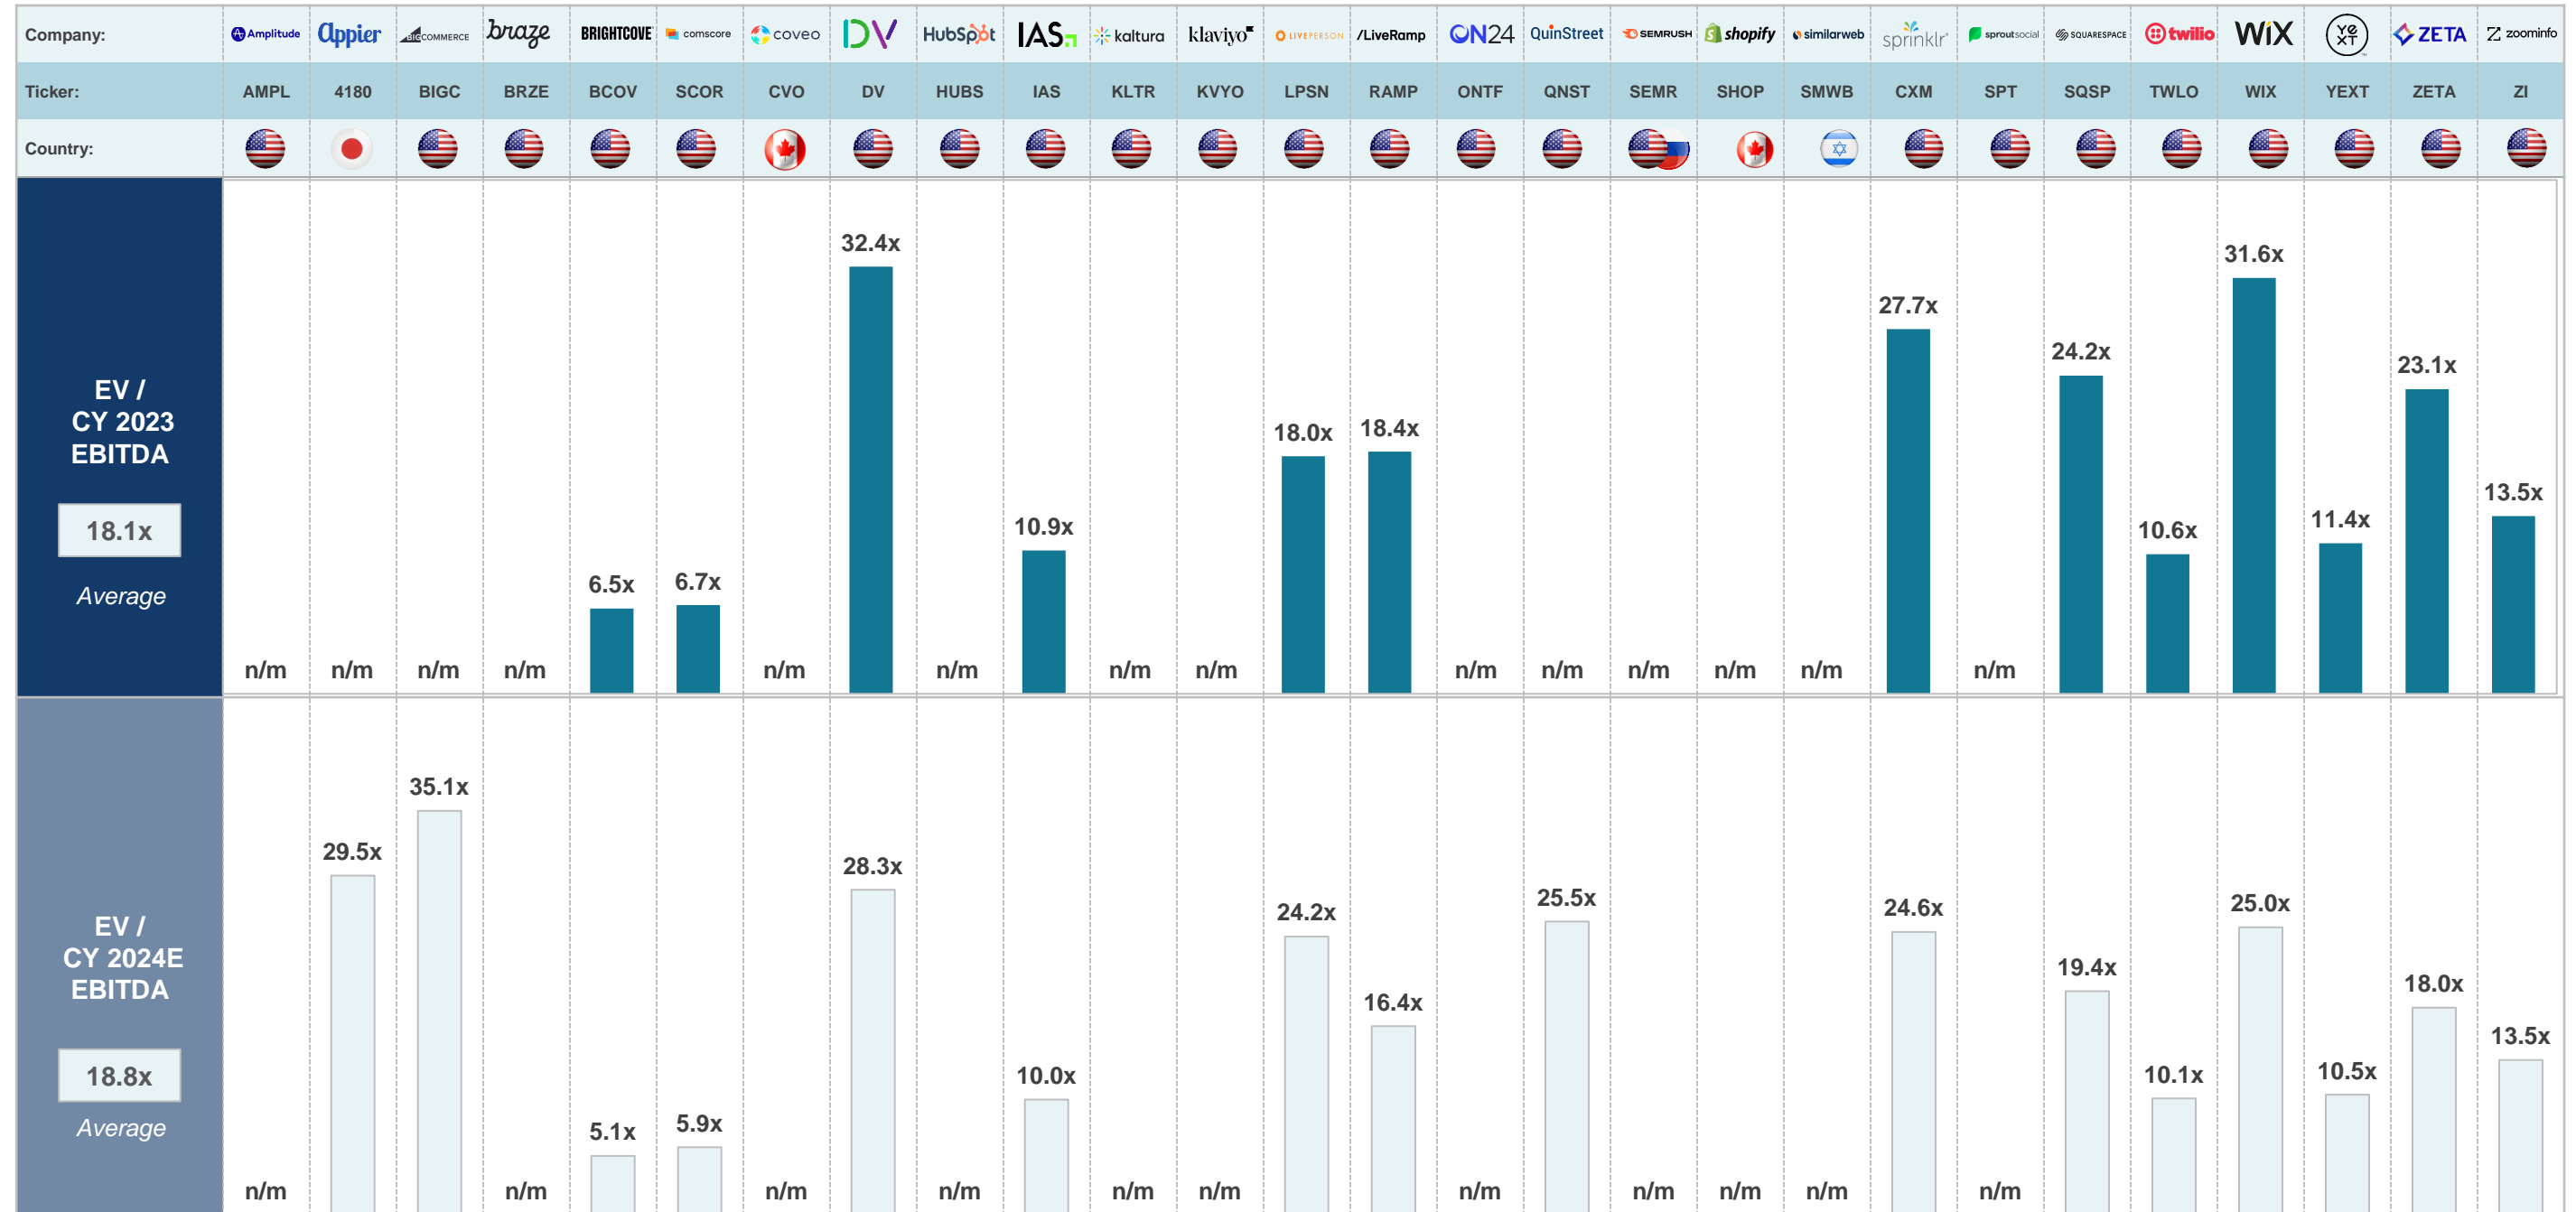 Company: Amplitude Appier BIGCOMMERCE braze BRIGHTCOVE comscore coveo DV HubSpot IAS kaltura klaviyo LIVEPERSON /LiveRamp ON24 QuinStreet SEMRUSH shopify similarweb sprinklr sproutsocial SQUARESPACE twilio WiX yext ZETA zoominfo
Ticker: AMPL 4180 BIGC BRZE BCOV SCOR CVO DV HUBS IAS KLTR KVYO LPSN RAMP ONTF QNST SEMR SHOP SMWB CXM SPT SQSP TWLO WIX YEXT ZETA ZI
Country:
EV /
CY 2023
EBITDA
18.1x
Average
n/m n/m n/m n/m 6.5x 6.7x n/m 32.4x n/m 10.9x n/m n/m 18.0x 18.4x n/m n/m n/m n/m n/m 27.7x n/m 24.2x 10.6x 31.6x 11.4x 23.1x 13.5x
EV /
CY 2024E
EBITDA
18.8x
Average
n/m 29.5x 35.1x n/m 5.1x 5.9x n/m 28.3x n/m 10.0x n/m n/m 24.2x 16.4x n/m 25.5x n/m n/m n/m 24.6x n/m 19.4x 10.1x 25.0x 10.5x 18.0x 13.5x